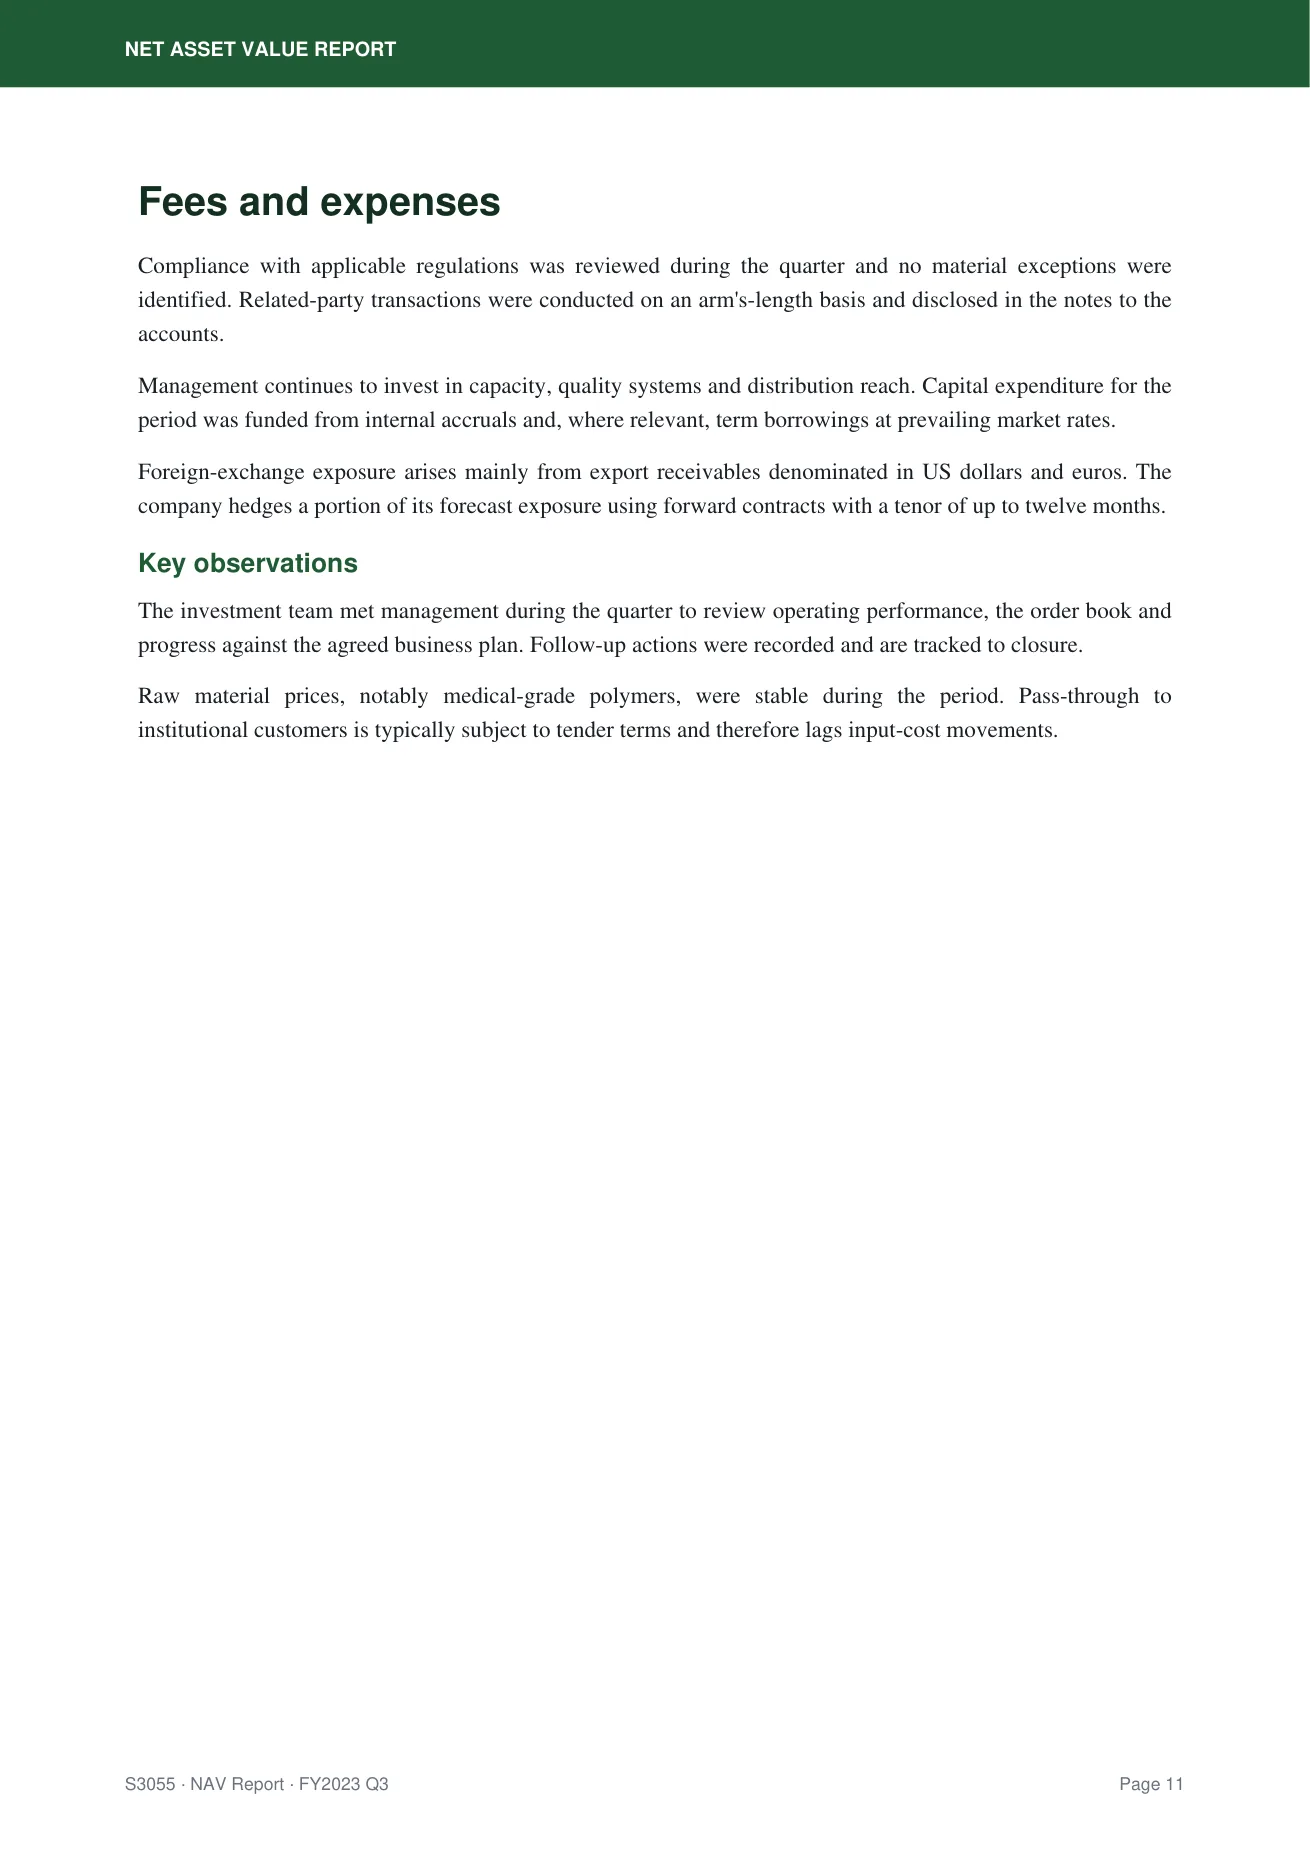 NET ASSET VALUE REPORT
Fees and expenses
Compliance with applicable regulations was reviewed during the quarter and no material exceptions were
identified. Related-party transactions were conducted on an arm's-length basis and disclosed in the notes to the
accounts.
Management continues to invest in capacity, quality systems and distribution reach. Capital expenditure for the
period was funded from internal accruals and, where relevant, term borrowings at prevailing market rates.
Foreign-exchange exposure arises mainly from export receivables denominated in US dollars and euros. The
company hedges a portion of its forecast exposure using forward contracts with a tenor of up to twelve months.
Key observations
The investment team met management during the quarter to review operating performance, the order book and
progress against the agreed business plan. Follow-up actions were recorded and are tracked to closure.
Raw material prices, notably medical-grade polymers, were stable during the period. Pass-through to
institutional customers is typically subject to tender terms and therefore lags input-cost movements.
S3055 · NAV Report · FY2023 Q3
Page 11